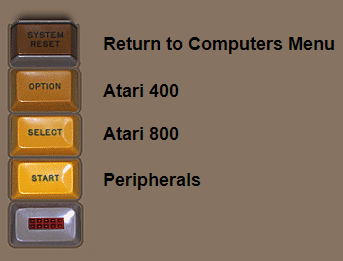 SYSTEM
RESET
Return to Computers Menu
OPTION
Atari 400
SELECT
Atari 800
START
Peripherals